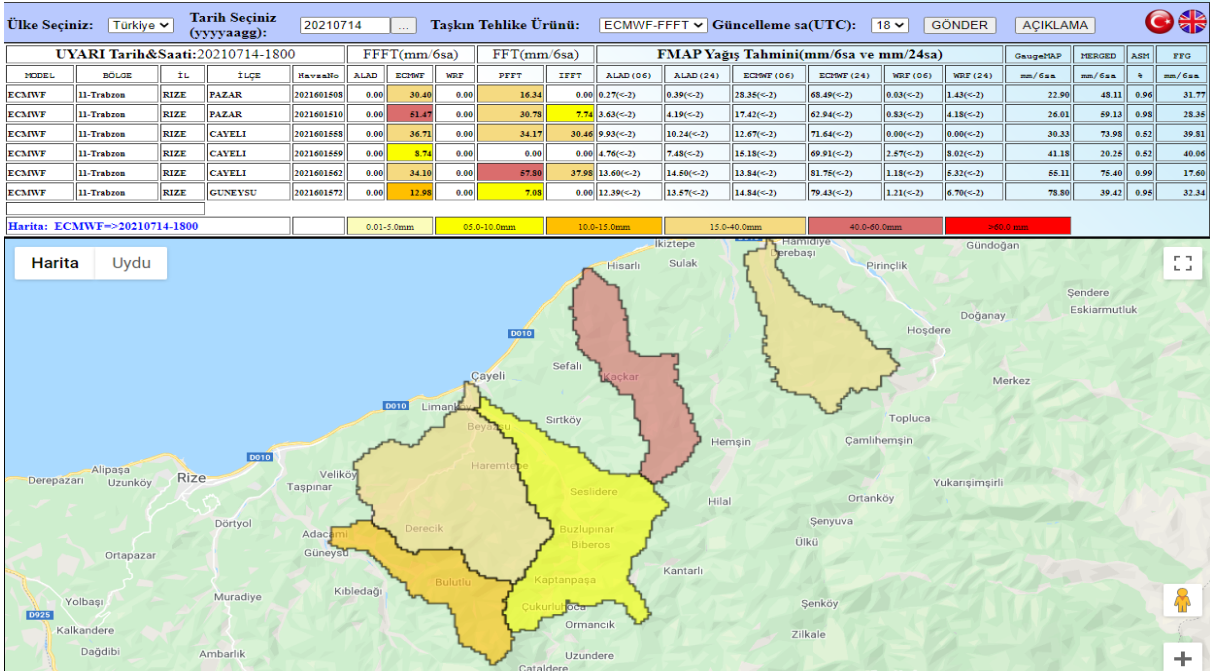 Ülke Seçiniz: Türkiye Tarih Seçiniz (yyyyaagg): 20210714 ... Taşkın Tehlike Ürünü: ECMWF-FFFT Güncelleme sa(UTC): 18 GÖNDER AÇIKLAMA
UYARI Tarih&Saati:20210714-1800 FFFT(mm/6sa) FFT(mm/6sa) FMAP Yağış Tahmini(mm/6sa ve mm/24sa) GaugeMAP MERGED ASM FFG
MODEL BÖLGE İL İLÇE HavzaNo ALAD ECMWF WRF PFFT IFFT ALAD(06) ALAD(24) ECMWF(06) ECMWF(24) WRF(06) WRF(24) mm/6sa mm/6sa % mm/6sa
ECMWF 11-Trabzon RIZE PAZAR 2021601508 0.00 30.40 0.00 16.34 0.00 0.27(<-2) 0.39(<-2) 28.35(<-2) 68.49(<-2) 0.03(<-2) 1.43(<-2) 22.90 48.11 0.96 31.77
ECMWF 11-Trabzon RIZE PAZAR 2021601510 0.00 51.47 0.00 30.78 7.74 3.63(<-2) 4.19(<-2) 17.42(<-2) 62.94(<-2) 0.83(<-2) 4.18(<-2) 26.01 59.13 0.98 28.35
ECMWF 11-Trabzon RIZE CAYELI 2021601558 0.00 36.71 0.00 34.17 30.46 9.93(<-2) 10.24(<-2) 12.67(<-2) 71.64(<-2) 0.00(<-2) 0.00(<-2) 30.33 73.98 0.52 39.81
ECMWF 11-Trabzon RIZE CAYELI 2021601559 0.00 8.74 0.00 0.00 0.00 4.76(<-2) 7.48(<-2) 15.18(<-2) 69.91(<-2) 2.57(<-2) 8.02(<-2) 41.18 20.25 0.52 40.06
ECMWF 11-Trabzon RIZE CAYELI 2021601562 0.00 34.10 0.00 57.80 37.98 13.60(<-2) 14.50(<-2) 13.84(<-2) 81.75(<-2) 1.18(<-2) 5.32(<-2) 55.11 75.40 0.99 17.60
ECMWF 11-Trabzon RIZE GUNEYSU 2021601572 0.00 12.98 0.00 7.08 0.00 12.39(<-2) 13.57(<-2) 14.84(<-2) 79.43(<-2) 1.21(<-2) 6.70(<-2) 78.80 39.42 0.95 32.34
Harita: ECMWF=>20210714-1800 0.01-5.0mm 05.0-10.0mm 10.0-15.0mm 15.0-40.0mm 40.0-60.0mm >60.0 mm
Harita Uydu
İkiztepe Hamidiye Gündoğan
Derebaşı
Hisarlı Sulak Pirinçlik
Şendere
Eskiarmutluk
Doğanay
D010 Hoşdere
Sefalı
Çayeli Kaçkar Merkez
D010 Limanköy
Beyazsu Sırtköy Topluca
Hemşin Çamlıhemşin
D010
Alipaşa Haremtepe
Derepazarı Uzunköy Rize Veliköy
Taşpınar Yukarışimşirli
Seslidere
Hilal Ortanköy
Dörtyol Derecik Buzlupınar Şenyuva
Adacami Biberos Ülkü
Ortapazar Güneysu
Kantarlı
Bulutlu Kaptanpaşa
Kıbledağı
Yolbaşı Muradiye Çukurluhoca Şenköy
D925
Ormancık
Kalkandere Zilkale
Dağdibi Ambarlık Uzundere
Çataldere